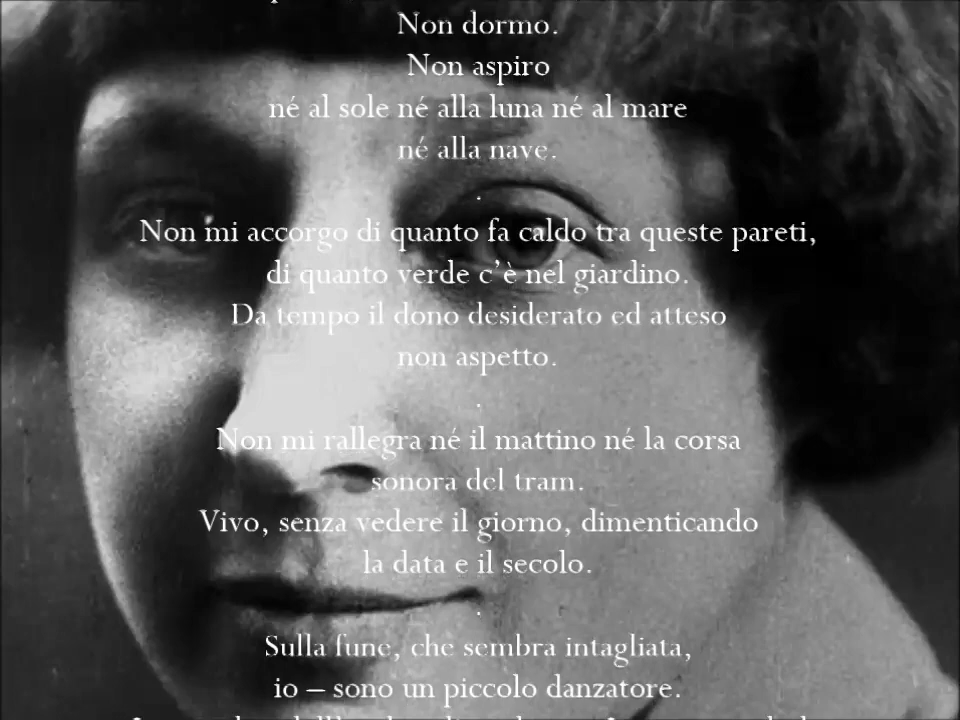 Non dormo.
Non aspiro
né al sole né alla luna né al mare
né alla nave.
.
Non mi accorgo di quanto fa caldo tra queste pareti,
di quanto verde c'è nel giardino.
Da tempo il dono desiderato ed atteso
non aspetto.
.
Non mi rallegra né il mattino né la corsa
sonora del tram.
Vivo, senza vedere il giorno, dimenticando
la data e il secolo.
.
Sulla fune, che sembra intagliata,
io – sono un piccolo danzatore.